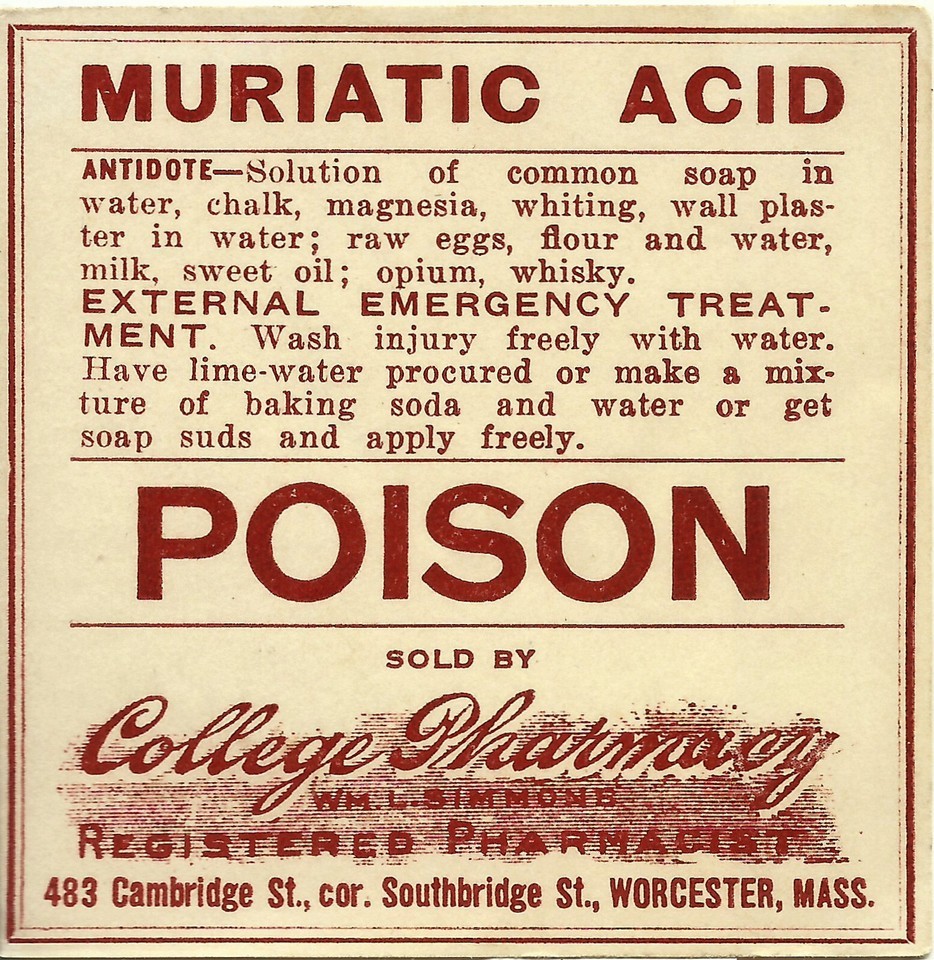 MURIATIC ACID
ANTIDOTE—Solution of common soap in
water, chalk, magnesia, whiting, wall plas-
ter in water; raw eggs, flour and water,
milk, sweet oil; opium, whisky.
EXTERNAL EMERGENCY TREAT-
MENT. Wash injury freely with water.
Have lime-water procured or make a mix-
ture of baking soda and water or get
soap suds and apply freely.
POISON
SOLD BY
College Pharmacy
WM. L. SIMMONS
REGISTERED PHARMACIST
483 Cambridge St., cor. Southbridge St., WORCESTER, MASS.